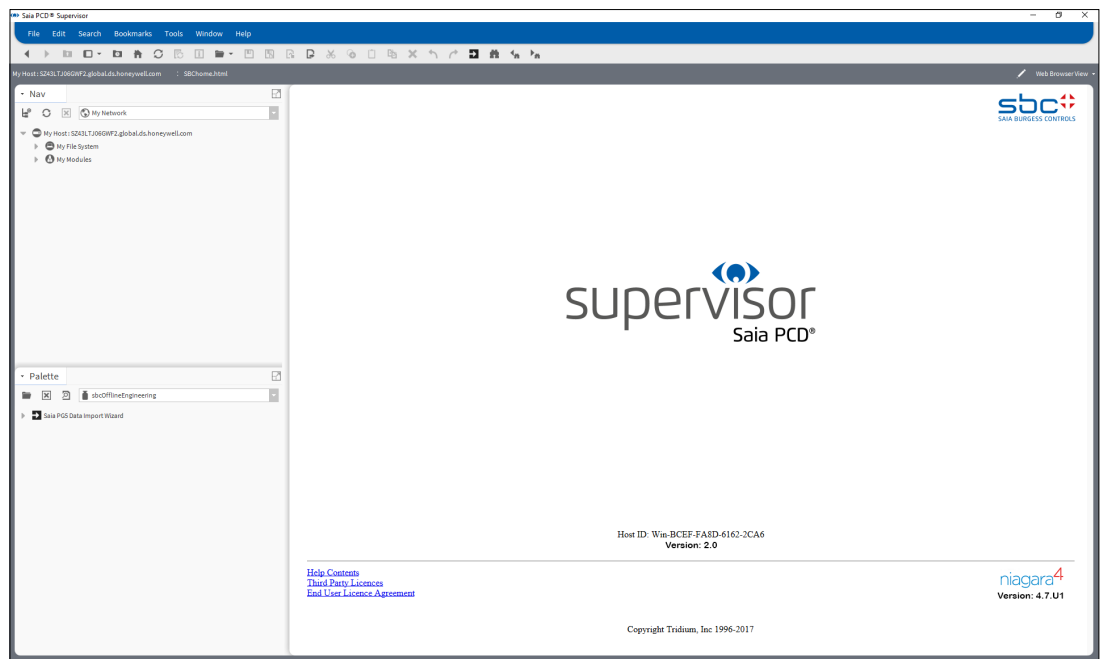 Saia PCD® Supervisor
File Edit Search Bookmarks Tools Window Help
My Host : SZ43LTJ06GWF2.global.ds.honeywell.com : SBChome.html
Web Browser View
Nav
My Network
My Host : SZ43LTJ06GWF2.global.ds.honeywell.com
My File System
My Modules
Palette
sbcOfflineEngineering
Saia PG5 Data Import Wizard
sbc
SAIA BURGESS CONTROLS
supervisor
Saia PCD®
Host ID: Win-BCEF-FA8D-6162-2CA6
Version: 2.0
Help Contents
Third Party Licences
End User Licence Agreement
niagara4
Version: 4.7.U1
Copyright Tridium, Inc 1996-2017